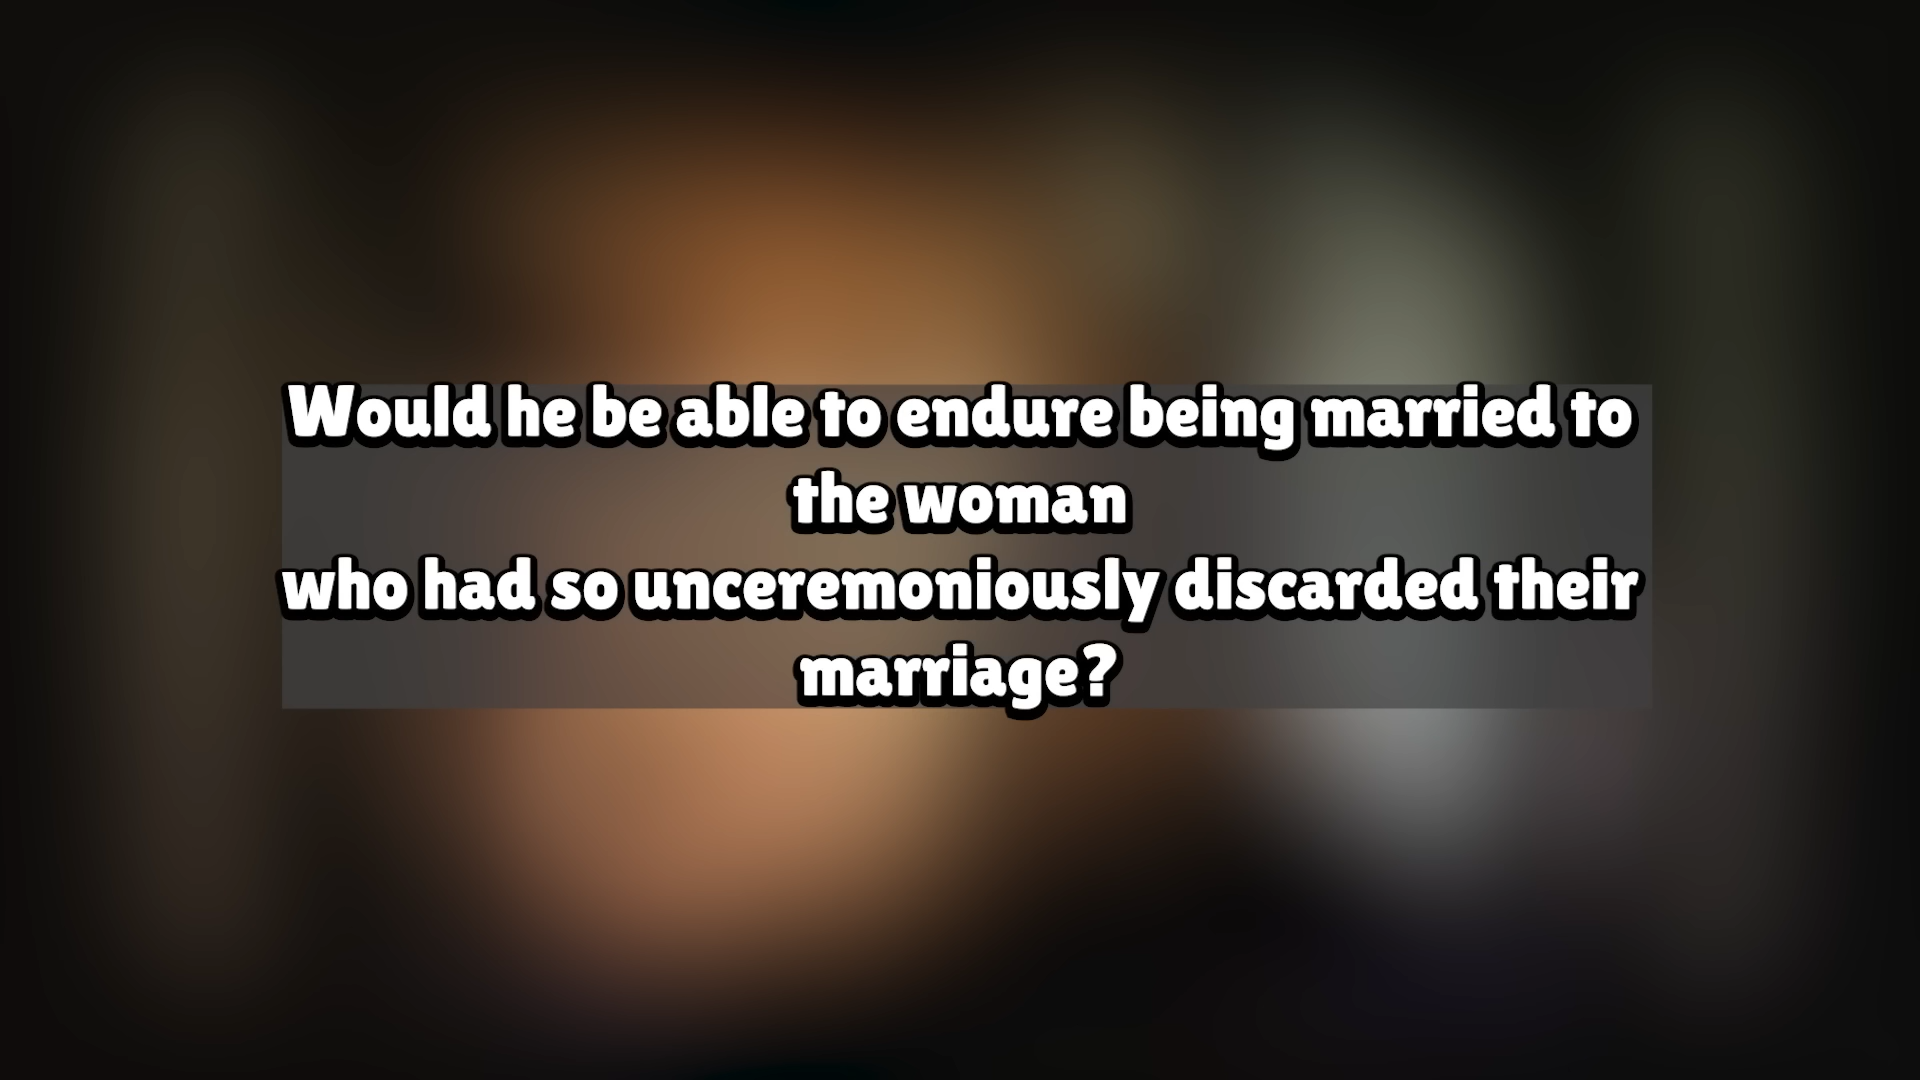 Would he be able to endure being married to
the woman
who had so unceremoniously discarded their
marriage?